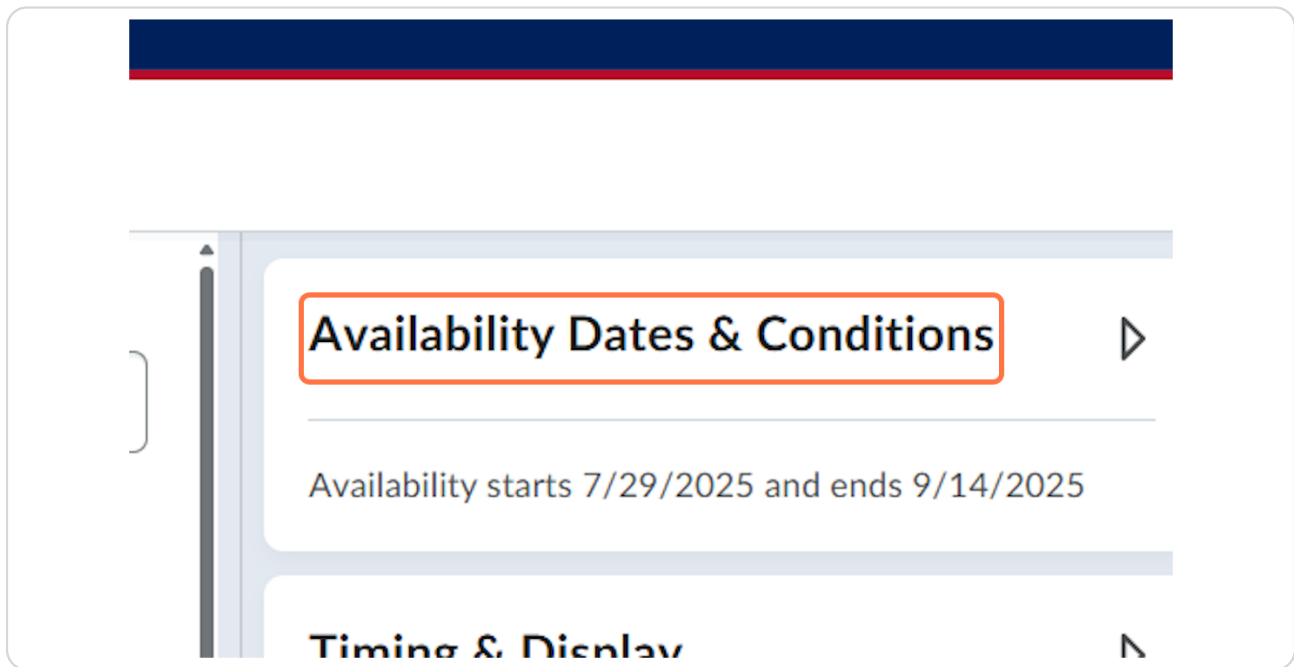 Availability Dates & Conditions
Availability starts 7/29/2025 and ends 9/14/2025
Timing & Display